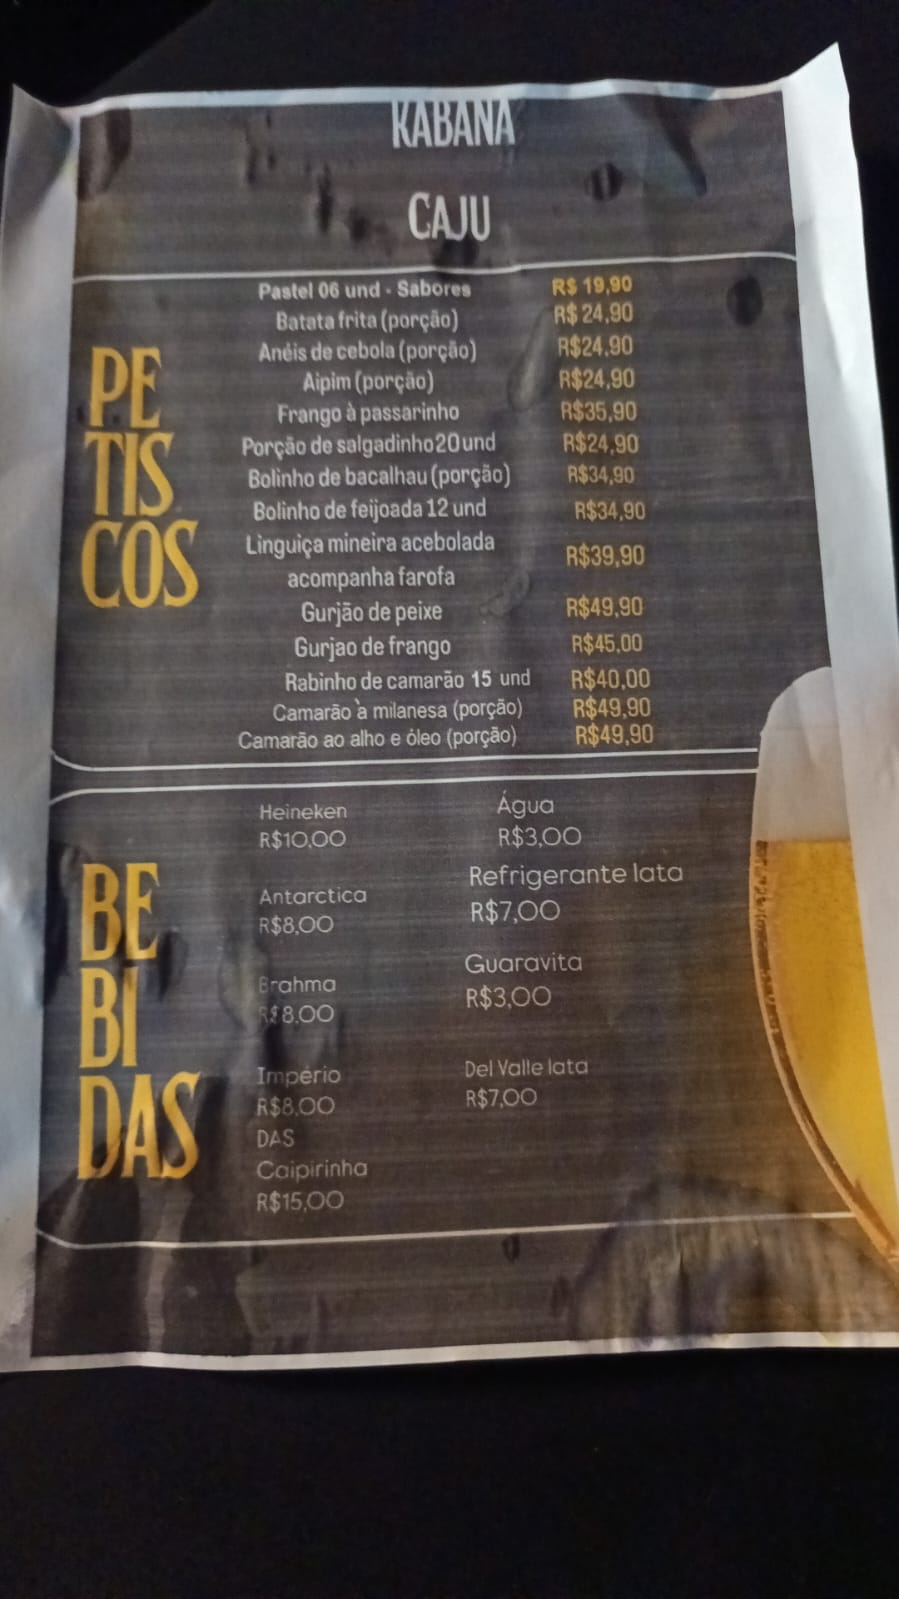 KABANA
CAJU
PETISCOS
Pastel 06 und - Sabores R$ 19,90
Batata frita (porção) R$ 24,90
Anéis de cebola (porção) R$24,90
Aipim (porção) R$24,90
Frango à passarinho R$35,90
Porção de salgadinho 20 und R$24,90
Bolinho de bacalhau (porção) R$34,90
Bolinho de feijoada 12 und R$34,90
Linguiça mineira acebolada
acompanha farofa R$39,90
Gurjão de peixe R$49,90
Gurjao de frango R$45,00
Rabinho de camarão 15 und R$40,00
Camarão à milanesa (porção) R$49,90
Camarão ao alho e óleo (porção) R$49,90
BEBIDAS
Heineken
R$10,00
Antarctica
R$8,00
Brahma
R$8,00
Império
R$8,00
DAS
Caipirinha
R$15,00
Água
R$3,00
Refrigerante lata
R$7,00
Guaravita
R$3,00
Del Valle lata
R$7,00